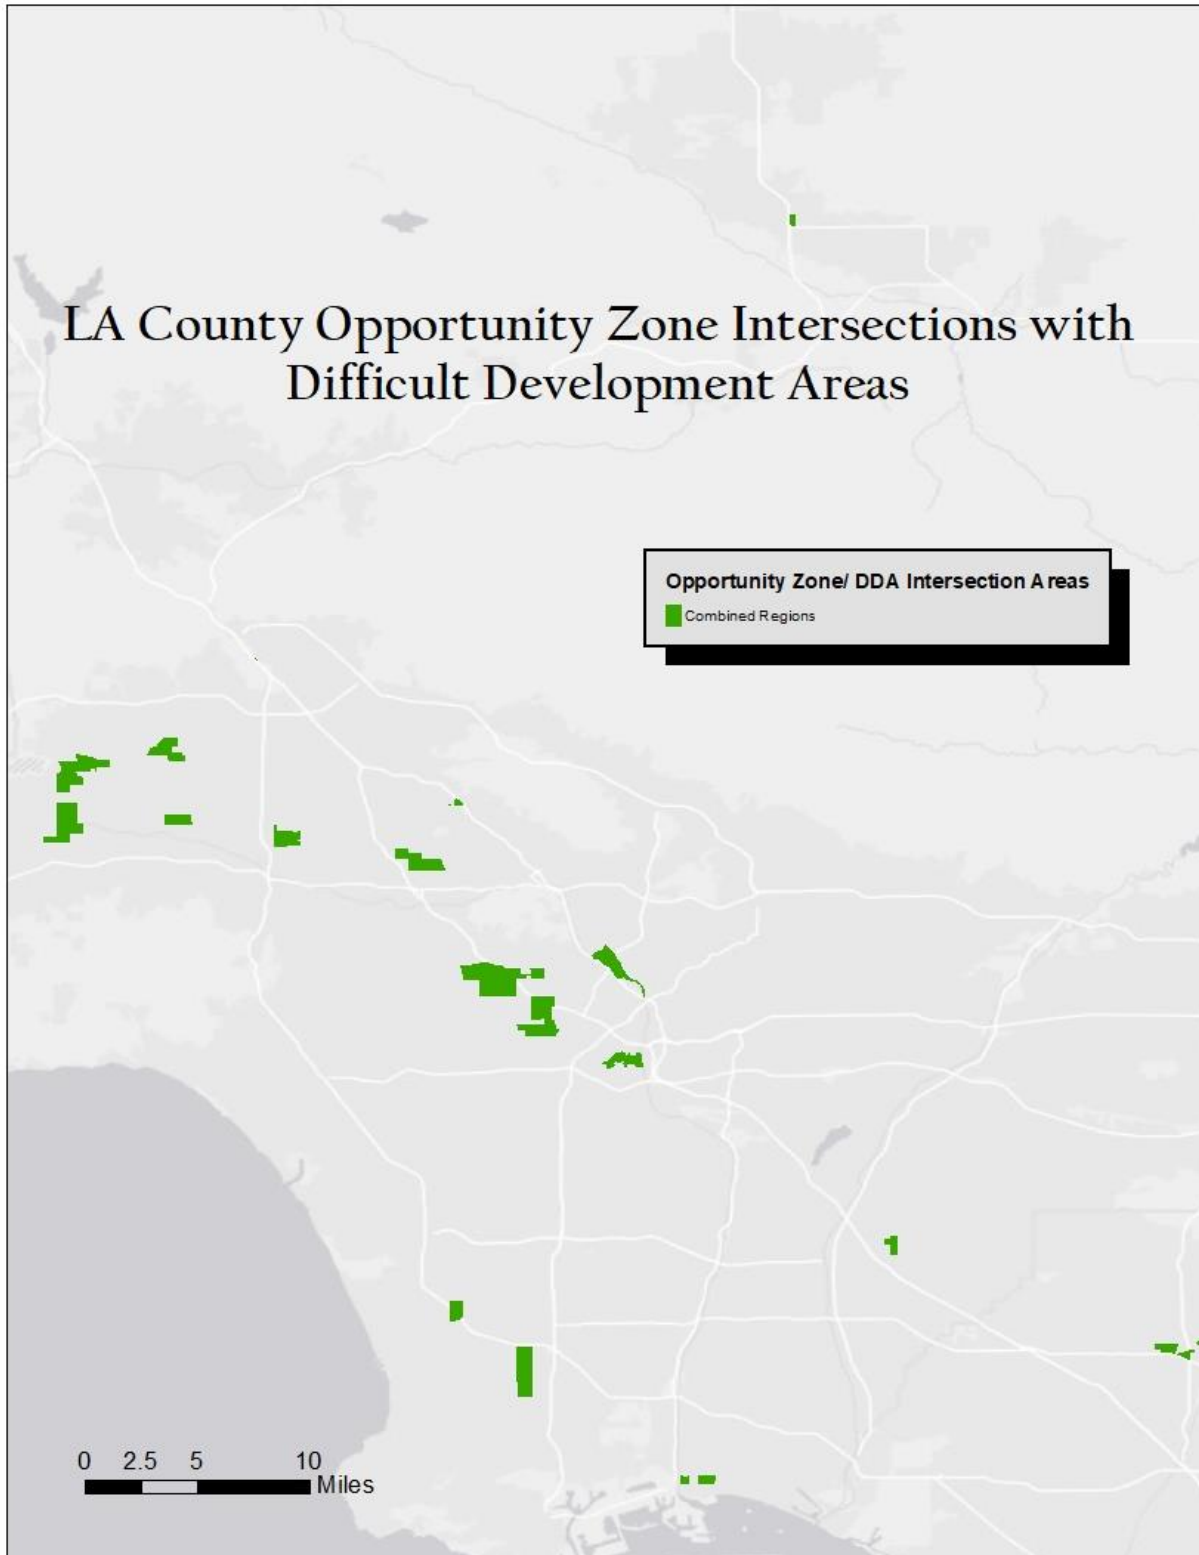 LA County Opportunity Zone Intersections with
Difficult Development Areas
Opportunity Zone/ DDA Intersection Areas
Combined Regions
0 2.5 5 10
Miles